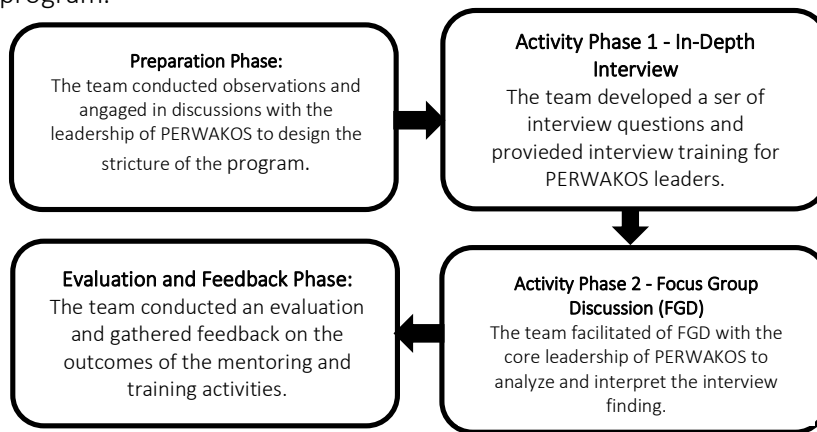 program.
Preparation Phase:
The team conducted observations and
angaged in discussions with the
leadership of PERWAKOS to design the
stricture of the program.
Activity Phase 1 - In-Depth
Interview
The team developed a ser of
interview questions and
provieded interview training for
PERWAKOS leaders.
Activity Phase 2 - Focus Group
Discussion (FGD)
The team facilitated of FGD with the
core leadership of PERWAKOS to
analyze and interpret the interview
finding.
Evaluation and Feedback Phase:
The team conducted an evaluation
and gathered feedback on the
outcomes of the mentoring and
training activities.